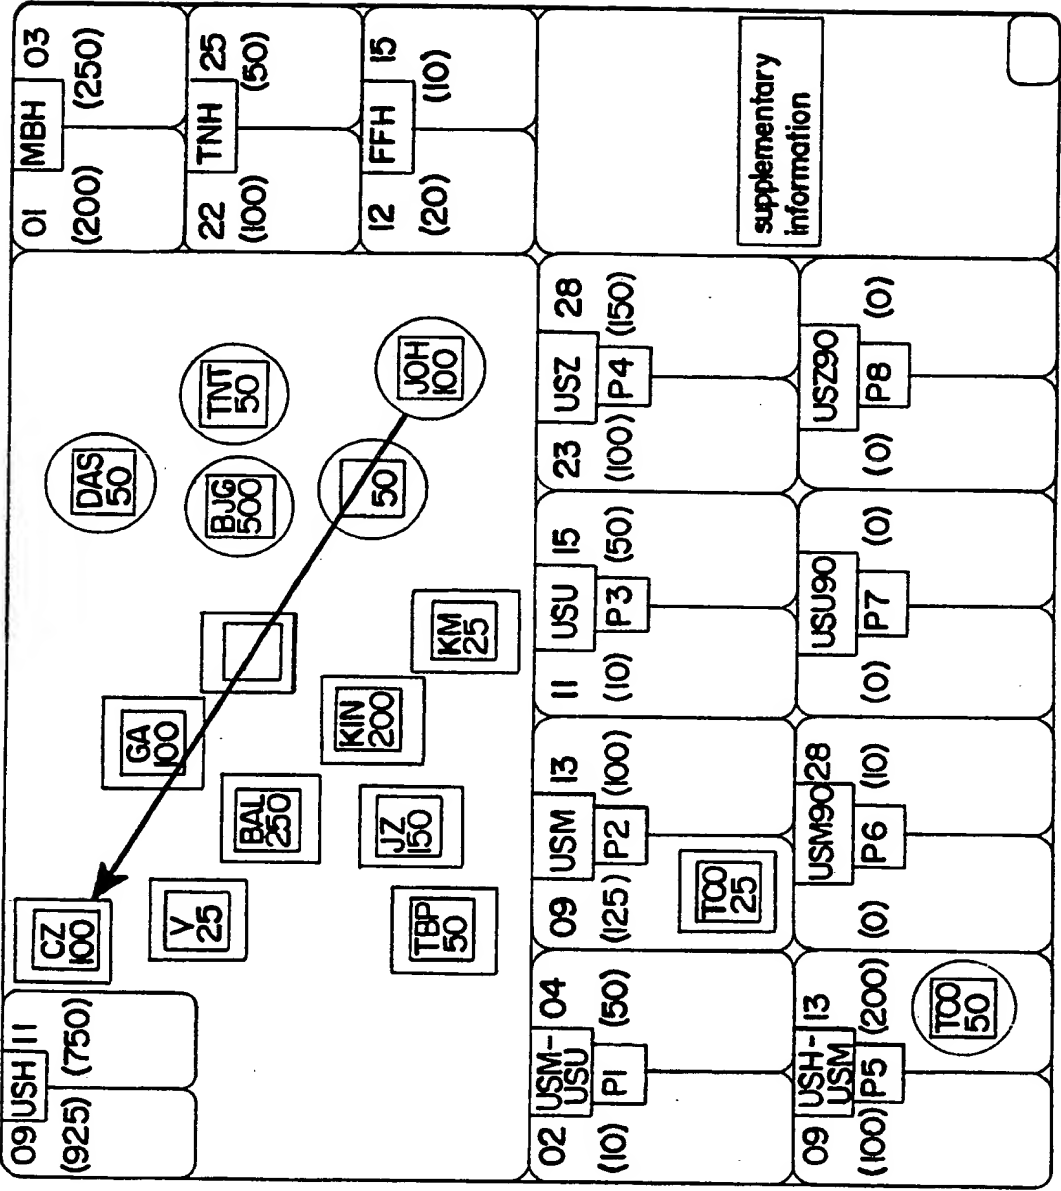 09 USH 11
(925) (750)
CZ
100
V
25
GA
100
BAL
250
TBP
50
JZ
150
KIN
200
KM
25
DAS
50
BJG
500
TNT
50
50
JOH
100
01 MBH 03
(200) (250)
22 TNH 25
(100) (50)
12 FFH 15
(20) (10)
02 USM-USU 04
(10) P1 (50)
09 USM 13
(125) P2 (100)
TCO
25
11 USU 15
(10) P3 (50)
23 USZ 28
(100) P4 (150)
09 USH-USM 13
(100) P5 (200)
TCO
50
USM90 28
(0) P6 (10)
USU90
(0) P7 (0)
USZ90
(0) P8 (0)
supplementary
information